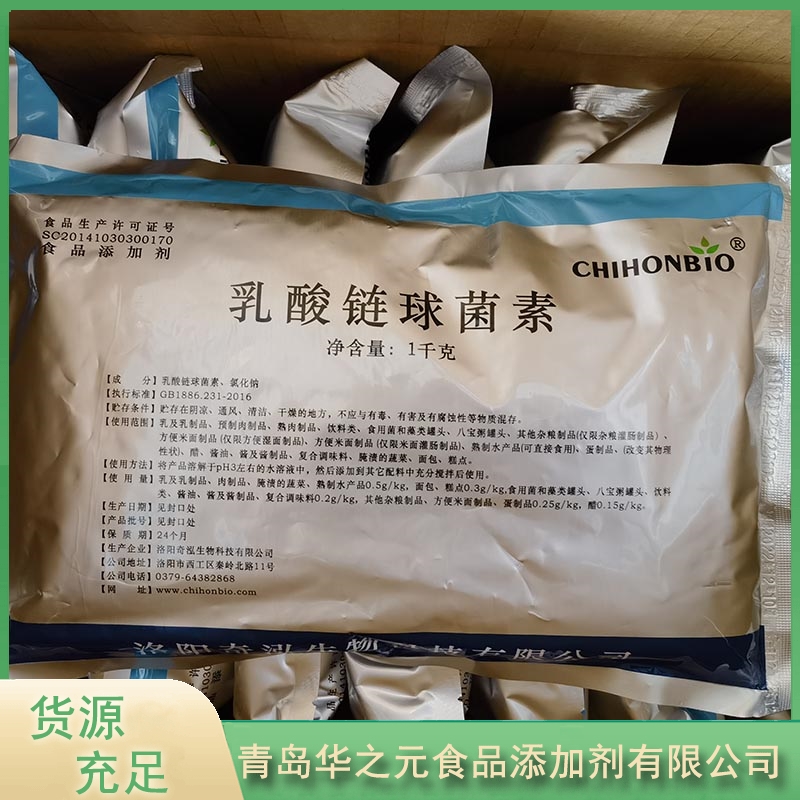 食品生产许可证号
SC20141030300170
食品添加剂
CHIHONBIO®
乳酸链球菌素
净含量：1千克
【成 分】乳酸链球菌素、氯化钠
【执行标准】GB1886.231-2016
【贮存条件】贮存在阴凉、通风、清洁、干燥的地方，不应与有毒、有害及有腐蚀性等物质混存。
【使用范围】乳及乳制品、预制肉制品、熟肉制品、饮料类、食用菌和藻类罐头、八宝粥罐头、其他杂粮制品(仅限杂粮灌肠制品)、
方便米面制品(仅限方便湿面制品)、方便米面制品(仅限米面灌肠制品)、熟制水产品(可直接食用)、蛋制品、(改变其物理
性状)、醋、酱油、酱及酱制品、复合调味料、腌渍的蔬菜、面包、糕点。
【使用方法】将产品溶解于pH3左右的水溶液中，然后添加到其它配料中充分搅拌后使用。
【使 用 量】乳及乳制品、肉制品、腌渍的蔬菜、熟制水产品0.5g/kg，面包、糕点0.3g/kg,食用菌和藻类罐头、八宝粥罐头、饮料
类、酱油、酱及酱制品、复合调味料0.2g/kg，其他杂粮制品、方便米面制品、蛋制品0.25g/kg，醋0.15g/kg。
【生产日期】见封口处
【产品批号】见封口处
【保 质 期】24个月
【生产企业】洛阳奇泓生物科技有限公司
【公司地址】洛阳市西工区秦岭北路11号
【公司电话】0379-64382868
【网 址】www.chihonbio.com
洛阳奇泓生物科技有限公司
货源
充足
青岛华之元食品添加剂有限公司